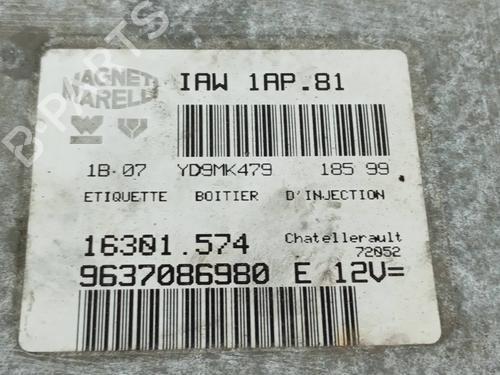 B-PARTS
MAGNETI
MARELLI
IAW 1AP.81
1B.07 YD9MK479 185 99
ETIQUETTE BOITIER D'INJECTION
16301.574 Chatellerault
72052
9637086980 E 12V=